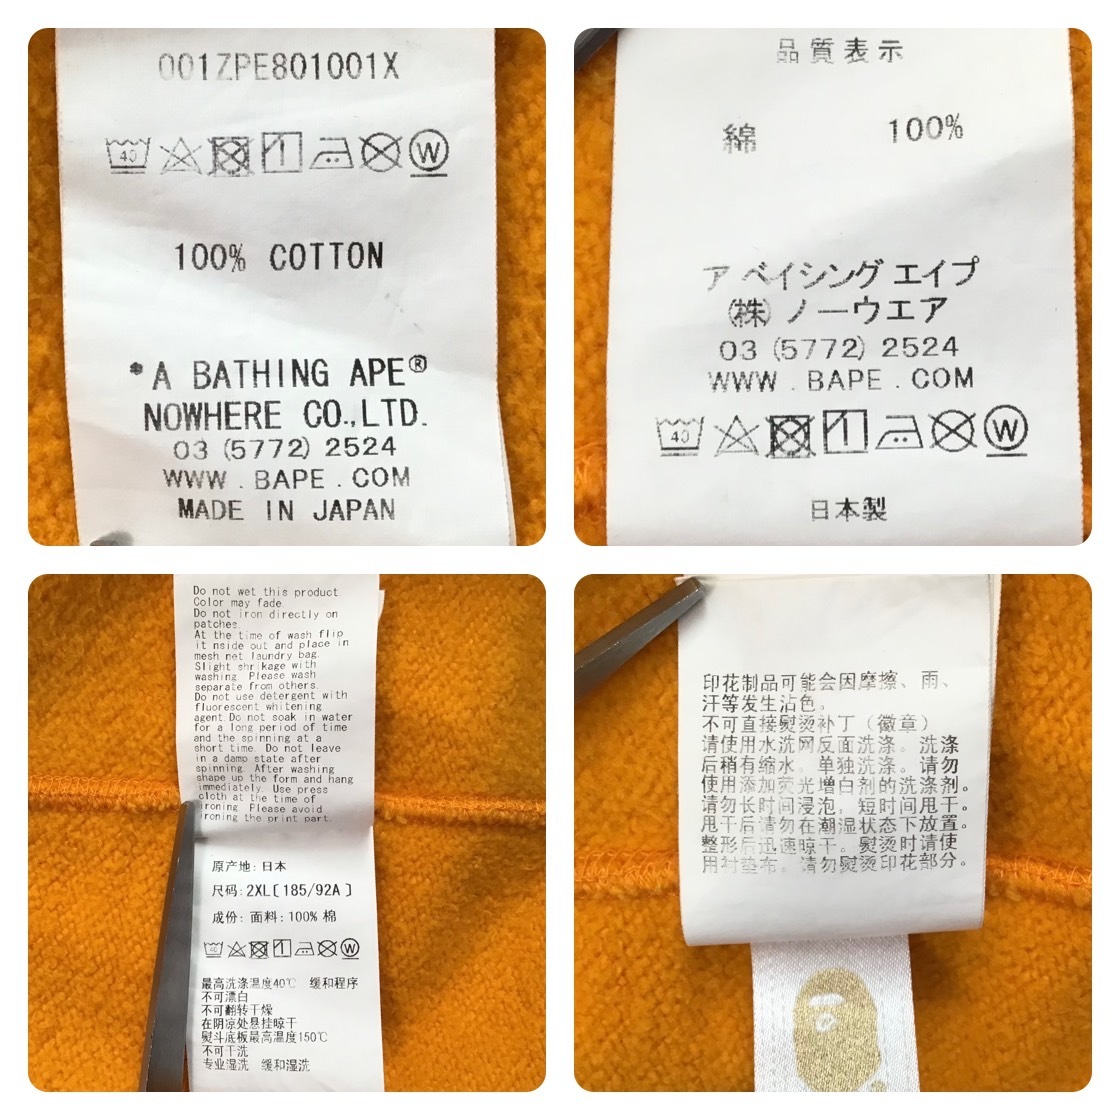 001ZPE801001X
40
100% COTTON
*A BATHING APE®
NOWHERE CO.,LTD.
03 (5772) 2524
WWW . BAPE . COM
MADE IN JAPAN
品質表示
綿 100%
ア ベイシング エイプ
(株) ノーウエア
03 (5772) 2524
WWW . BAPE . COM
40
日本製
Do not wet this product
Color may fade.
Do not iron directly on
patches.
At the time of wash flip
it nside out and place in
mesh net laundry bag.
Slight shr kage with
washing. Please wash
separate from others.
Do not use detergent with
fluorescent whitening
agent.Do not soak in water
for a long period of time
and the spinning at a
short time. Do not leave
in a damp state after
spinning. After washing
shape up the form and hang
immediately. Use press
cloth at the time of
ironing. Please avoid
ironing the print part.
原产地: 日本
尺码: 2XL〔185/92A〕
成份: 面料: 100% 棉
40
最高洗涤温度40℃ 缓和程序
不可漂白
不可翻转干燥
在阴凉处悬挂晾干
熨斗底板最高温度150℃
不可干洗
专业湿洗 缓和湿洗
印花制品可能会因摩擦、雨、
汗等发生沾色。
不可直接熨烫补丁（徽章）
请使用水洗网反面洗涤。洗涤
后稍有缩水。单独洗涤。请勿
使用添加荧光增白剂的洗涤剂。
请勿长时间浸泡，短时间甩干。
甩干后请勿在潮湿状态下放置。
整形后迅速晾干。熨烫时请使
用衬垫布。请勿熨烫印花部分。